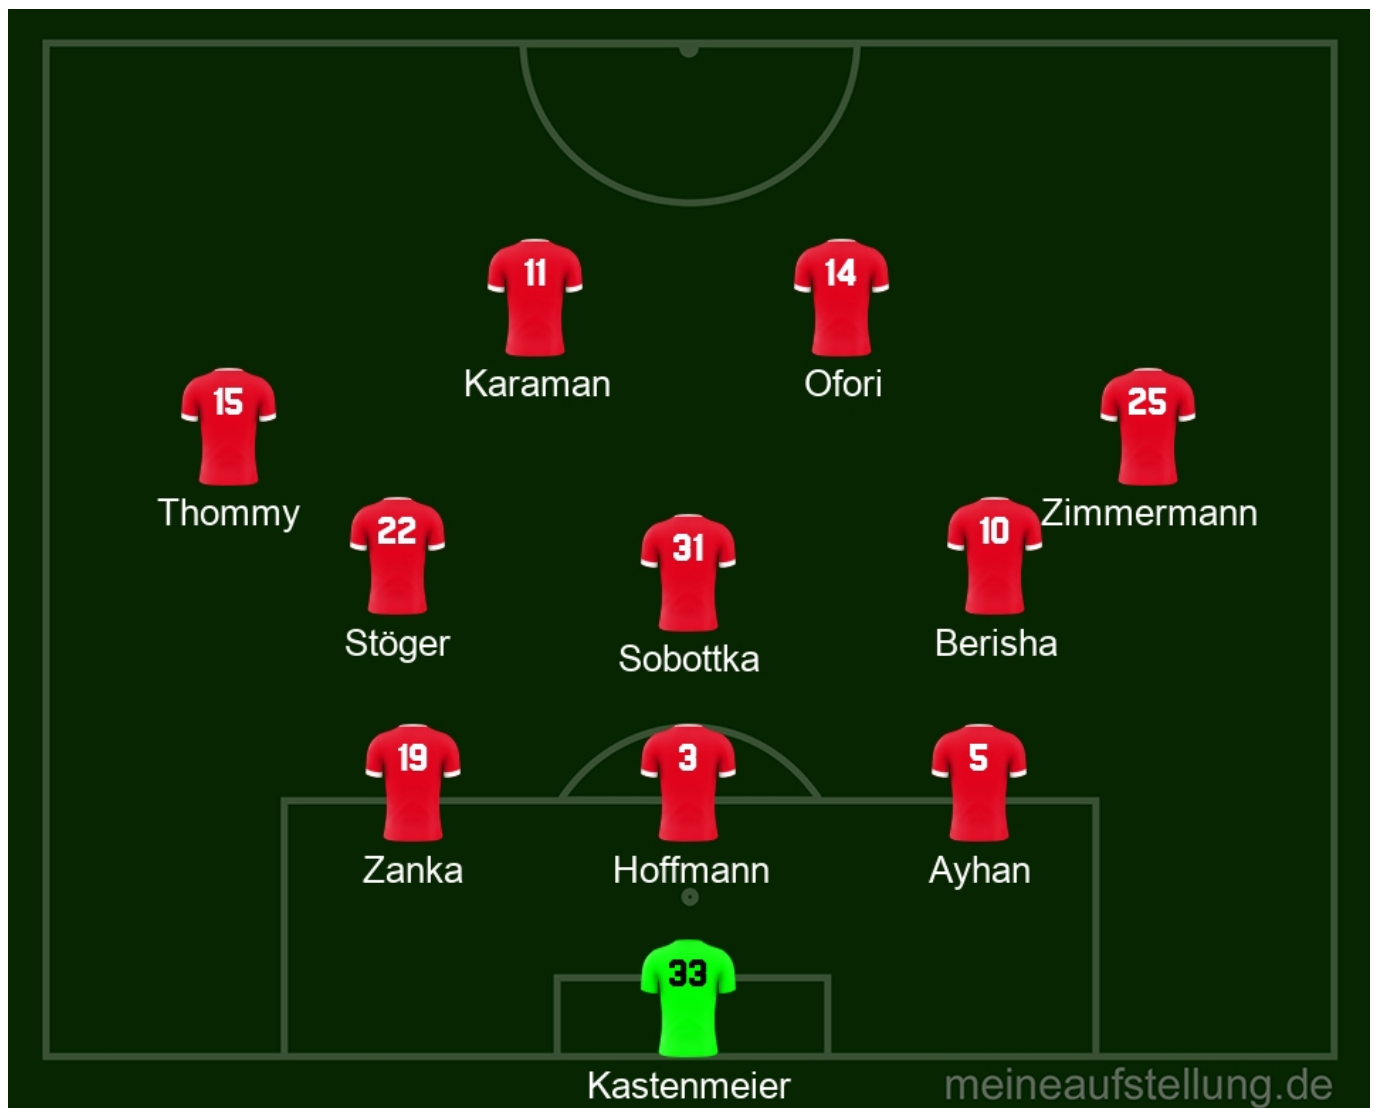 11
14
Karaman
Ofori
15
25
Thommy
Zimmermann
22
31
10
Stöger
Sobottka
Berisha
19
3
5
Zanka
Hoffmann
Ayhan
33
Kastenmeier
meineaufstellung.de